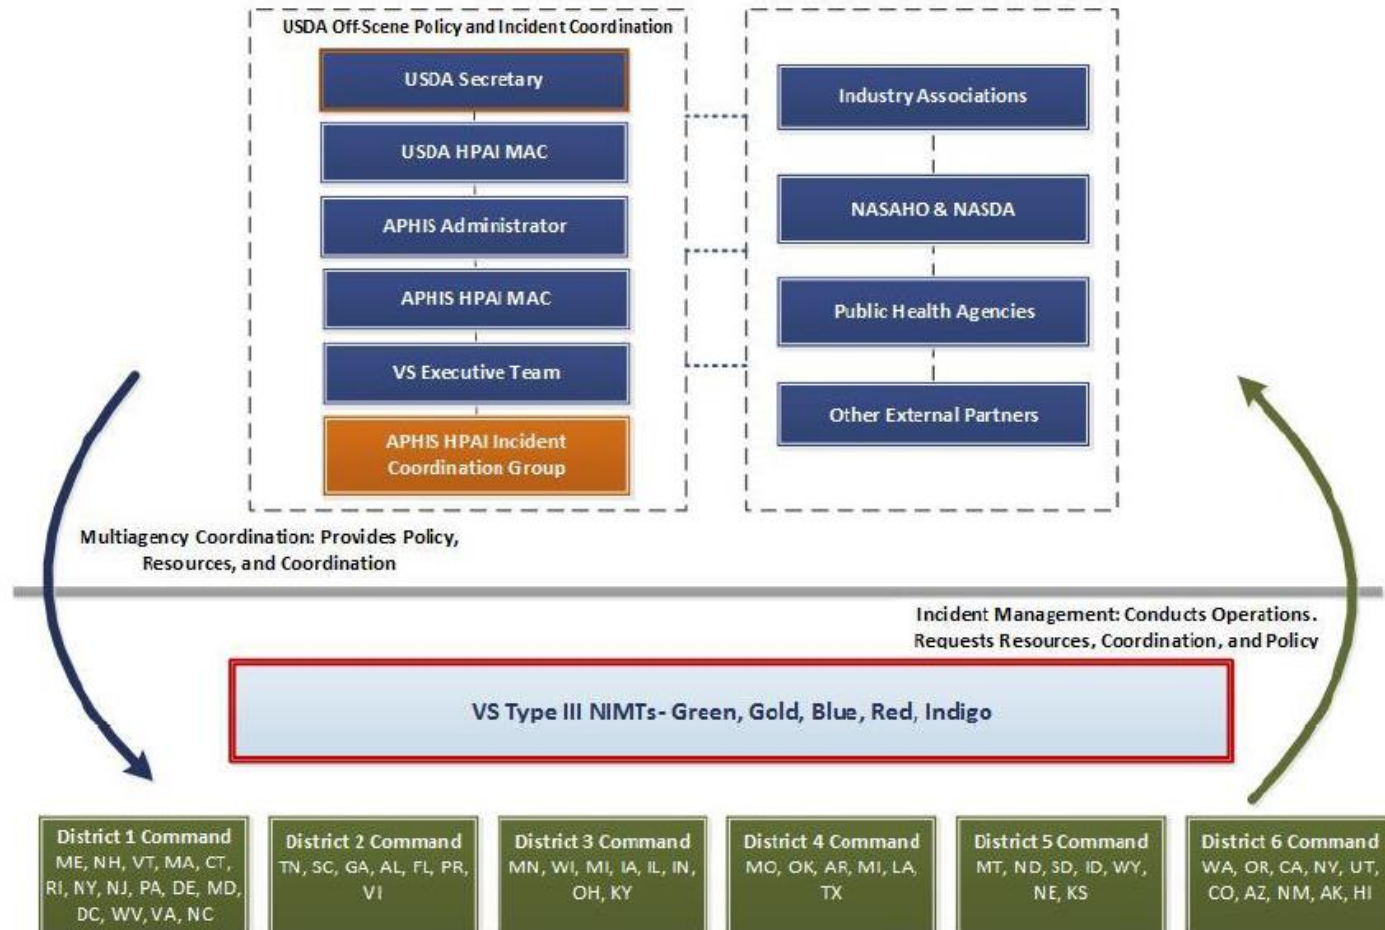 USDA Off-Scene Policy and Incident Coordination
USDA Secretary
USDA HPAI MAC
APHIS Administrator
APHIS HPAI MAC
VS Executive Team
APHIS HPAI Incident
Coordination Group
Industry Associations
NASAHO & NASDA
Public Health Agencies
Other External Partners
Multiagency Coordination: Provides Policy,
Resources, and Coordination
Incident Management: Conducts Operations.
Requests Resources, Coordination, and Policy
VS Type III NIMTs- Green, Gold, Blue, Red, Indigo
District 1 Command
ME, NH, VT, MA, CT,
RI, NY, NJ, PA, DE, MD,
DC, WV, VA, NC
District 2 Command
TN, SC, GA, AL, FL, PR,
VI
District 3 Command
MN, WI, MI, IA, IL, IN,
OH, KY
District 4 Command
MO, OK, AR, MI, LA,
TX
District 5 Command
MT, ND, SD, ID, WY,
NE, KS
District 6 Command
WA, OR, CA, NY, UT,
CO, AZ, NM, AK, HI